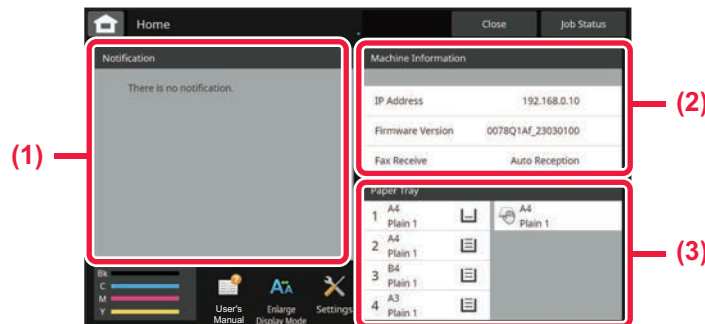 Home
Close
Job Status
Notification
There is no notification.
Machine Information
IP Address 192.168.0.10
Firmware Version 0078Q1Af_23030100
Fax Receive Auto Reception
Paper Tray
1 A4
Plain 1
A4
Plain 1
2 A4
Plain 1
3 B4
Plain 1
4 A3
Plain 1
Bk
C
M
Y
User's
Manual
Enlarge
Display Mode
Settings
(1)
(2)
(3)